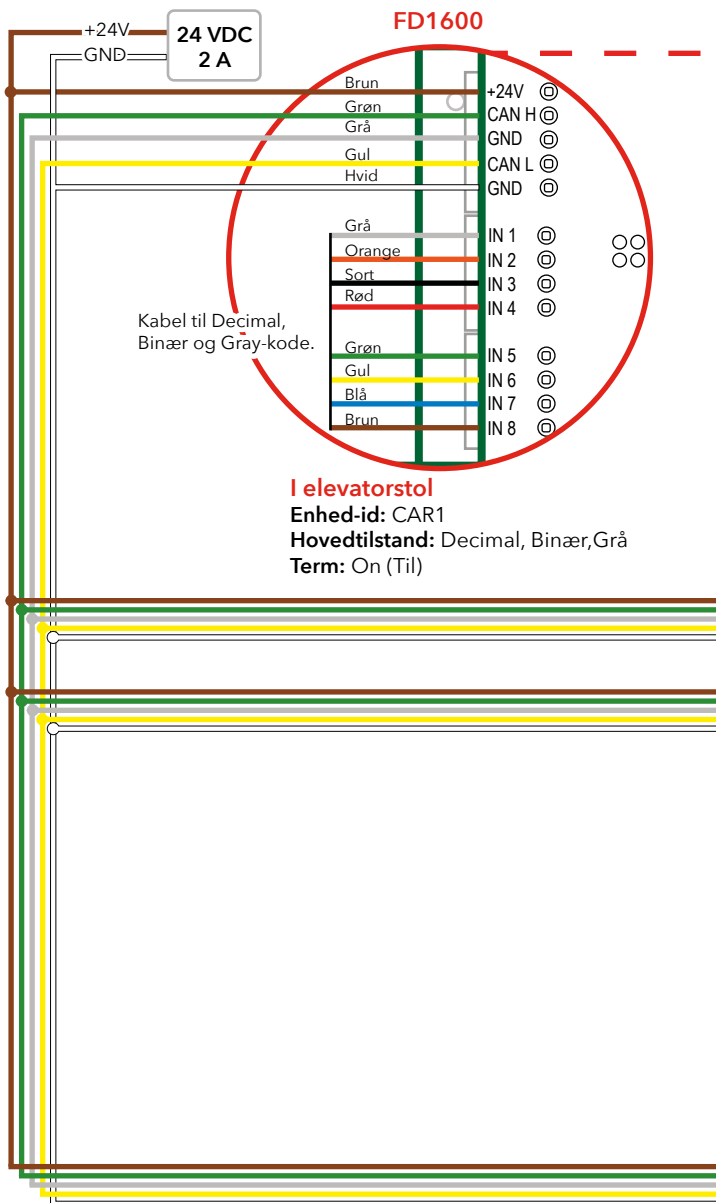 FD1600
+24V
GND
24 VDC
2 A
Brun
+24V
Grøn
CAN H
Grå
GND
Gul
CAN L
Hvid
GND
Grå
IN 1
Orange
IN 2
Sort
IN 3
Rød
IN 4
Kabel til Decimal,
Binær og Gray-kode.
Grøn
IN 5
Gul
IN 6
Blå
IN 7
Brun
IN 8
I elevatorstol
Enhed-id: CAR1
Hovedtilstand: Decimal, Binær,Grå
Term: On (Til)